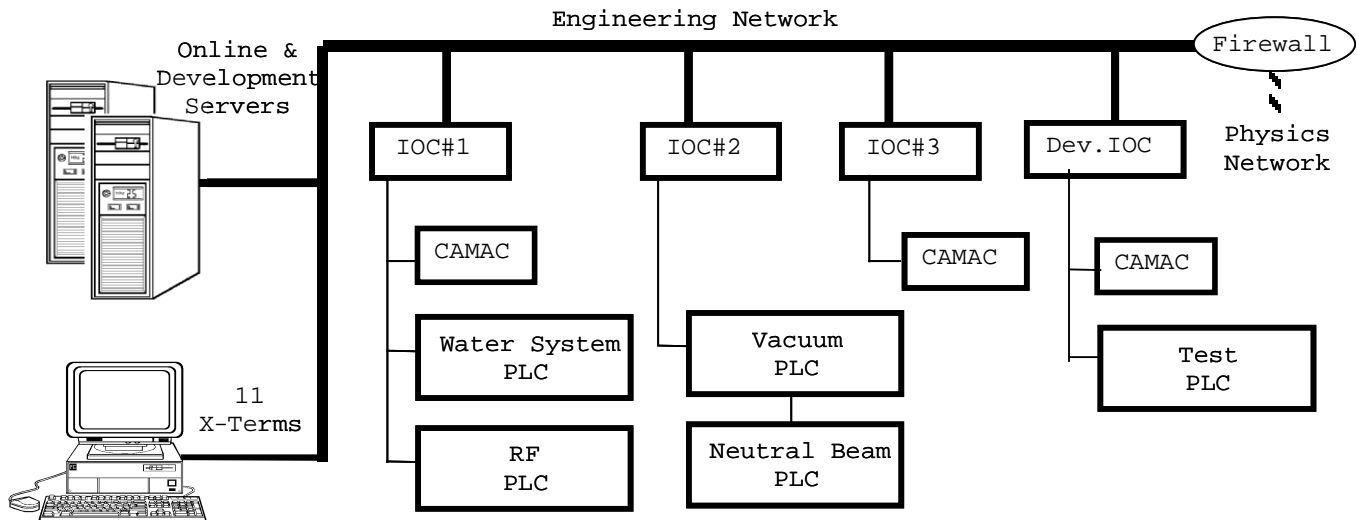 Engineering Network
Online &
Development
Servers
Firewall
Physics
Network
IOC#1
IOC#2
IOC#3
Dev.IOC
CAMAC
CAMAC
CAMAC
Water System
PLC
Vacuum
PLC
Test
PLC
RF
PLC
Neutral Beam
PLC
11
X-Terms
25